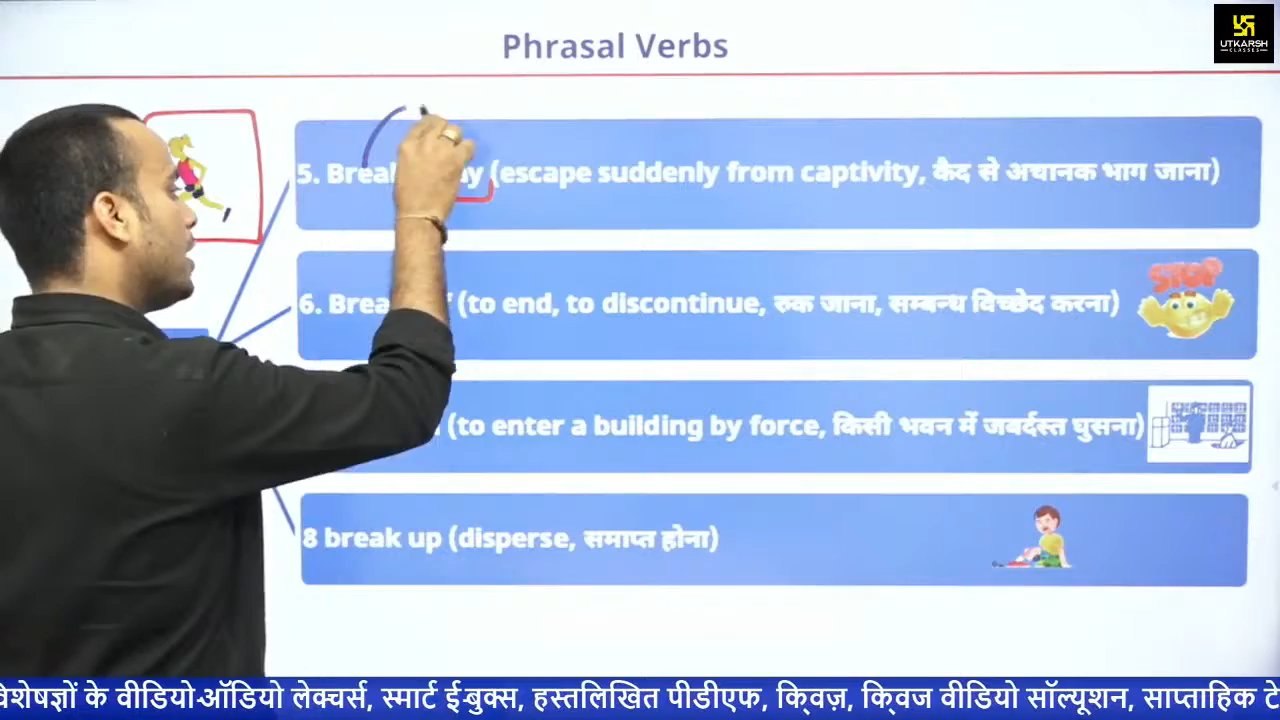 Phrasal Verbs
UTKARSH
CLASSES
5. (escape suddenly from captivity, कैद से अचानक भाग जाना)
6. (to end, to discontinue, रुक जाना, सम्बन्ध विच्छेद करना)
STOP
(to enter a building by force, किसी भवन में जबर्दस्त घुसना)
8 break up (disperse, समाप्त होना)
विशेषज्ञों के वीडियो-ऑडियो लेक्चर्स, स्मार्ट ई-बुक्स, हस्तलिखित पीडीएफ, क्विज़, क्विज वीडियो सॉल्यूशन, साप्ताहिक